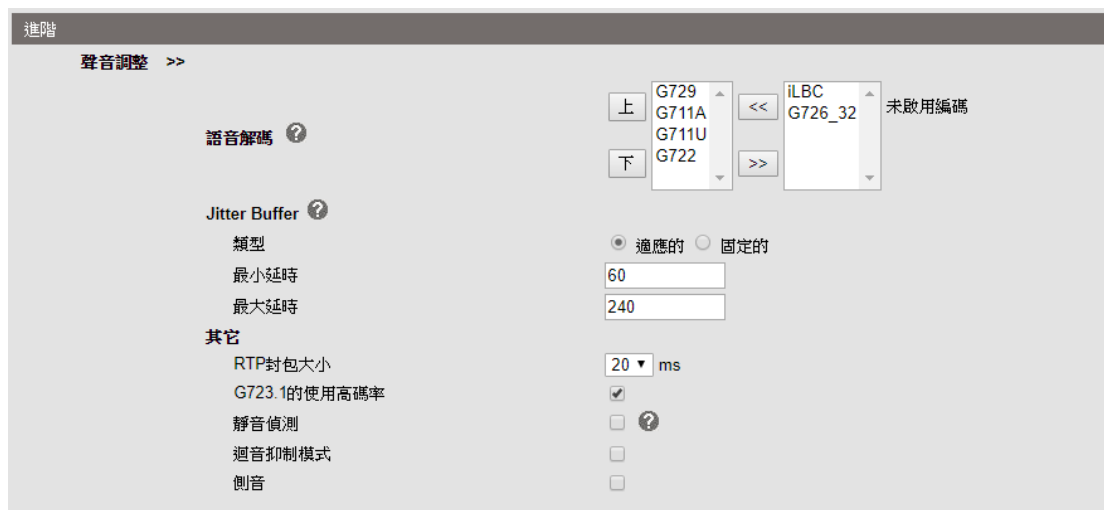 進階
聲音調整 >>
語音解碼
上
下
G729
G711A
G711U
G722
<<
>>
iLBC
G726_32
未啟用編碼
Jitter Buffer
類型
適應的
固定的
最小延時
60
最大延時
240
其它
RTP封包大小
20
ms
G723.1的使用高碼率
靜音偵測
迴音抑制模式
側音